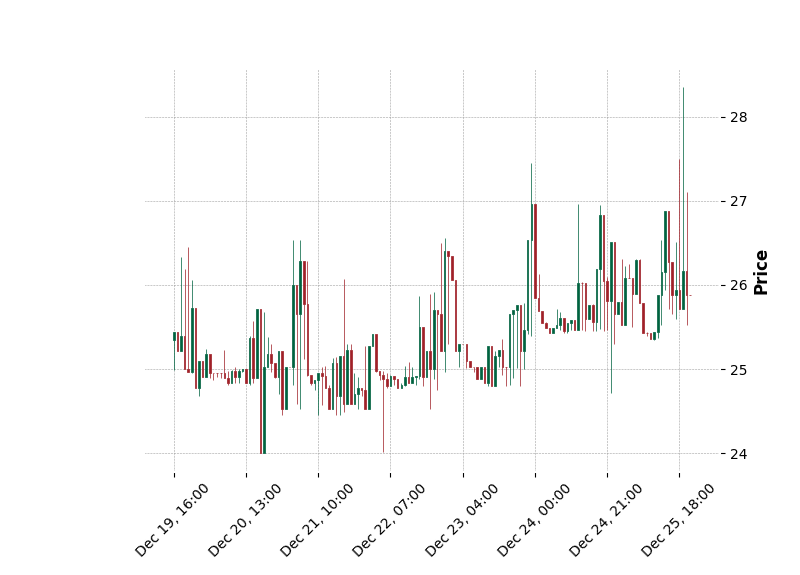 28
27
26
25
24
Price
Dec 19, 16:00
Dec 20, 13:00
Dec 21, 10:00
Dec 22, 07:00
Dec 23, 04:00
Dec 24, 00:00
Dec 24, 21:00
Dec 25, 18:00